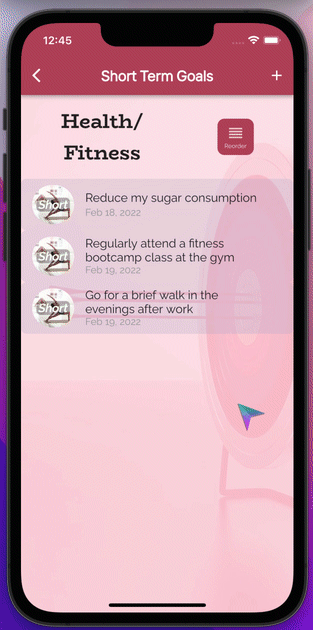 12:45
Short Term Goals
+
Health/
Fitness
Reorder
Short
Reduce my sugar consumption
Feb 18, 2022
Short
Regularly attend a fitness
bootcamp class at the gym
Feb 19, 2022
Short
Go for a brief walk in the
evenings after work
Feb 19, 2022